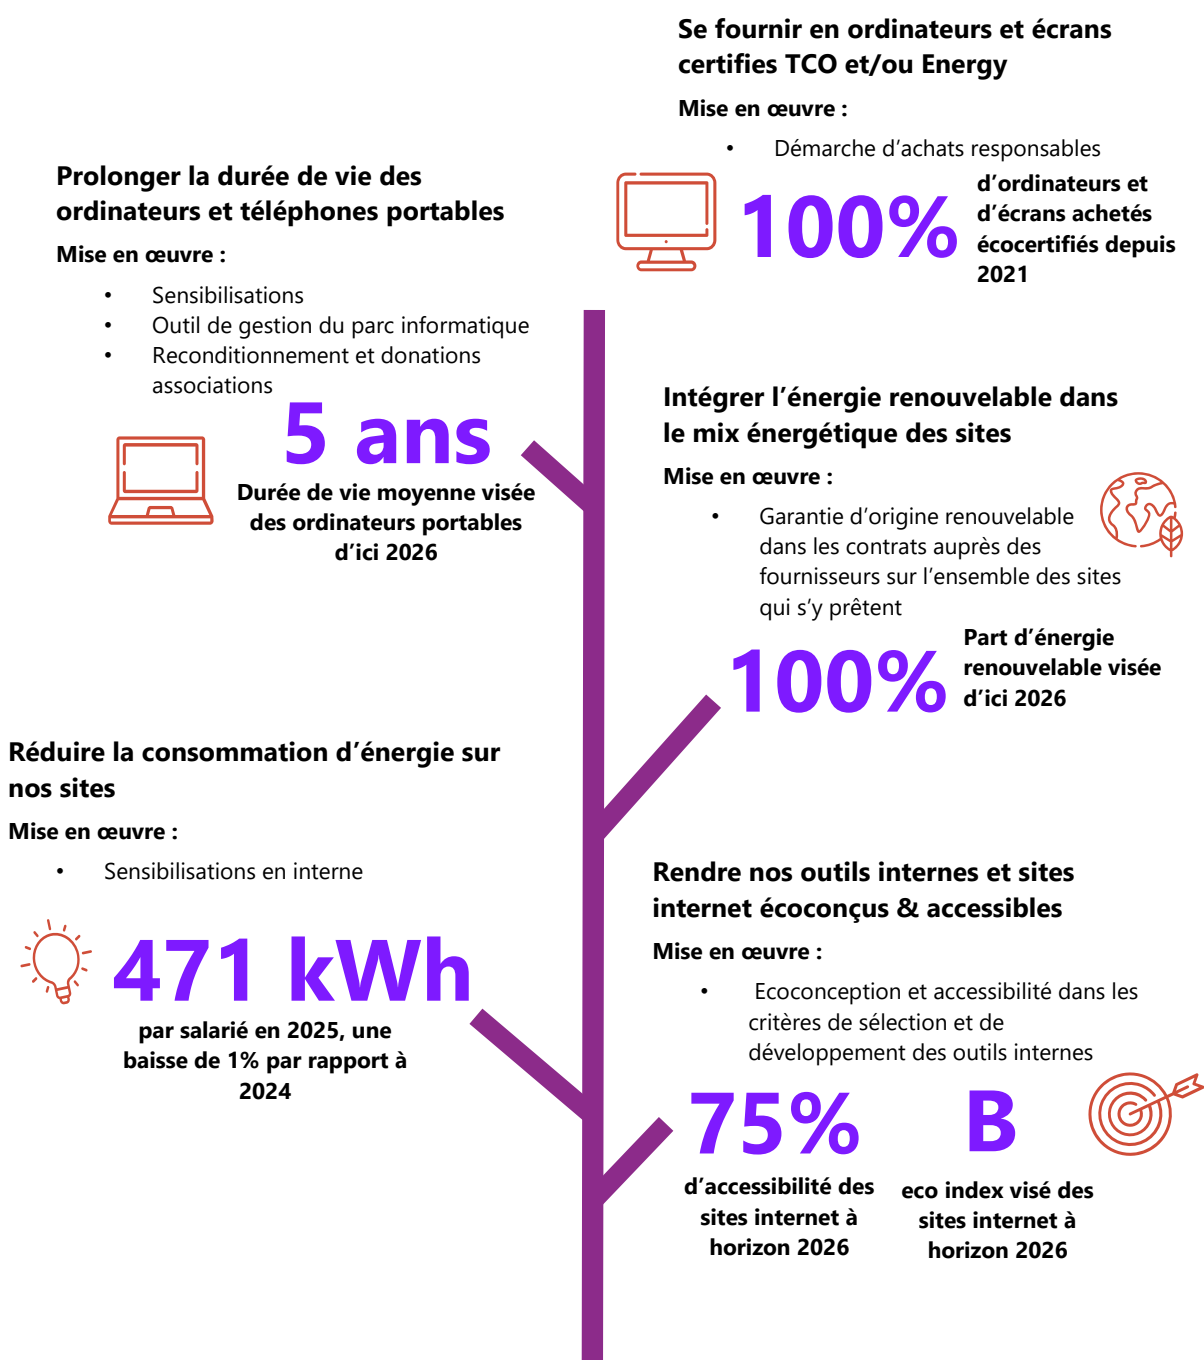 Se fournir en ordinateurs et écrans
certifies TCO et/ou Energy
Mise en œuvre :
• Démarche d’achats responsables
100%
d’ordinateurs et
d’écrans achetés
écocertifiés depuis
2021
Prolonger la durée de vie des
ordinateurs et téléphones portables
Mise en œuvre :
• Sensibilisations
• Outil de gestion du parc informatique
• Reconditionnement et donations
associations
5 ans
Durée de vie moyenne visée
des ordinateurs portables
d’ici 2026
Intégrer l’énergie renouvelable dans
le mix énergétique des sites
Mise en œuvre :
• Garantie d’origine renouvelable
dans les contrats auprès des
fournisseurs sur l’ensemble des sites
qui s’y prêtent
100%
Part d’énergie
renouvelable visée
d’ici 2026
Réduire la consommation d’énergie sur
nos sites
Mise en œuvre :
• Sensibilisations en interne
471 kWh
par salarié en 2025, une
baisse de 1% par rapport à
2024
Rendre nos outils internes et sites
internet écoconçus & accessibles
Mise en œuvre :
• Ecoconception et accessibilité dans les
critères de sélection et de
développement des outils internes
75%
d’accessibilité des
sites internet à
horizon 2026
B
eco index visé des
sites internet à
horizon 2026